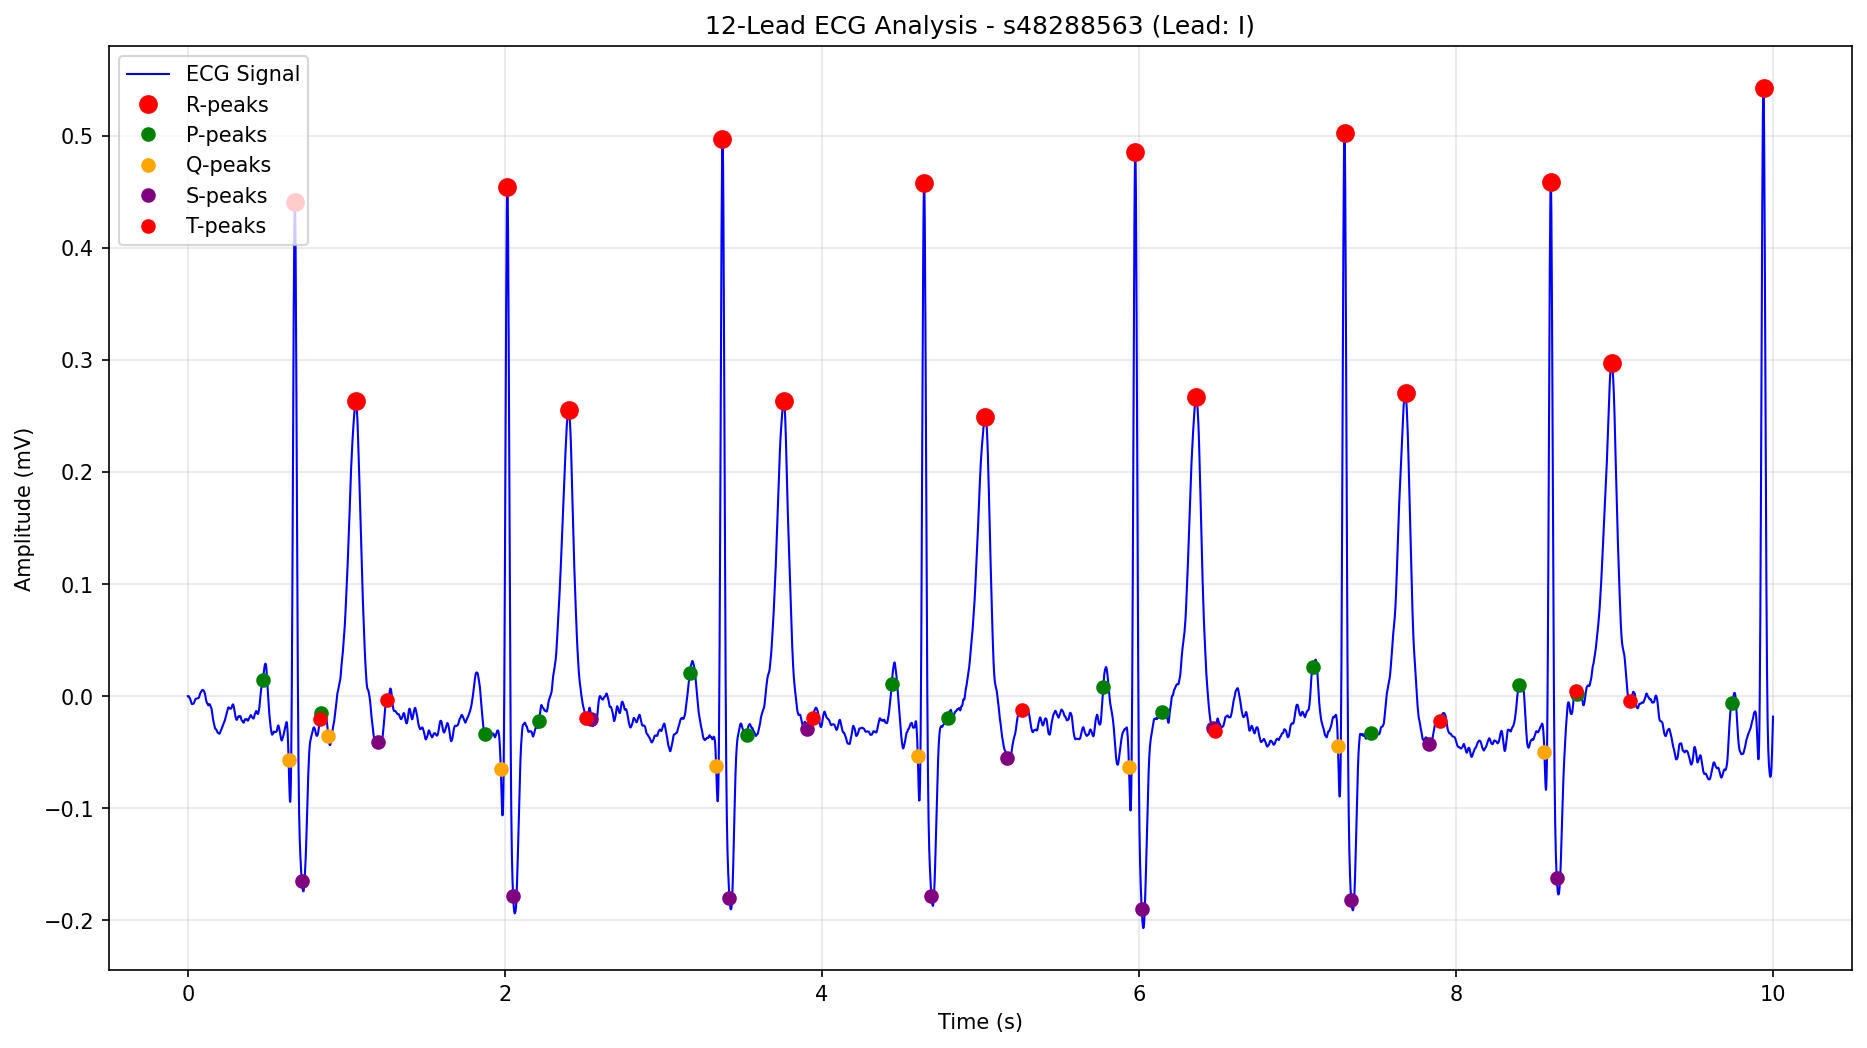 12-Lead ECG Analysis - s48288563 (Lead: I)
ECG Signal
R-peaks
P-peaks
Q-peaks
S-peaks
T-peaks
Amplitude (mV)
0.5
0.4
0.3
0.2
0.1
0.0
−0.1
−0.2
0 2 4 6 8 10
Time (s)